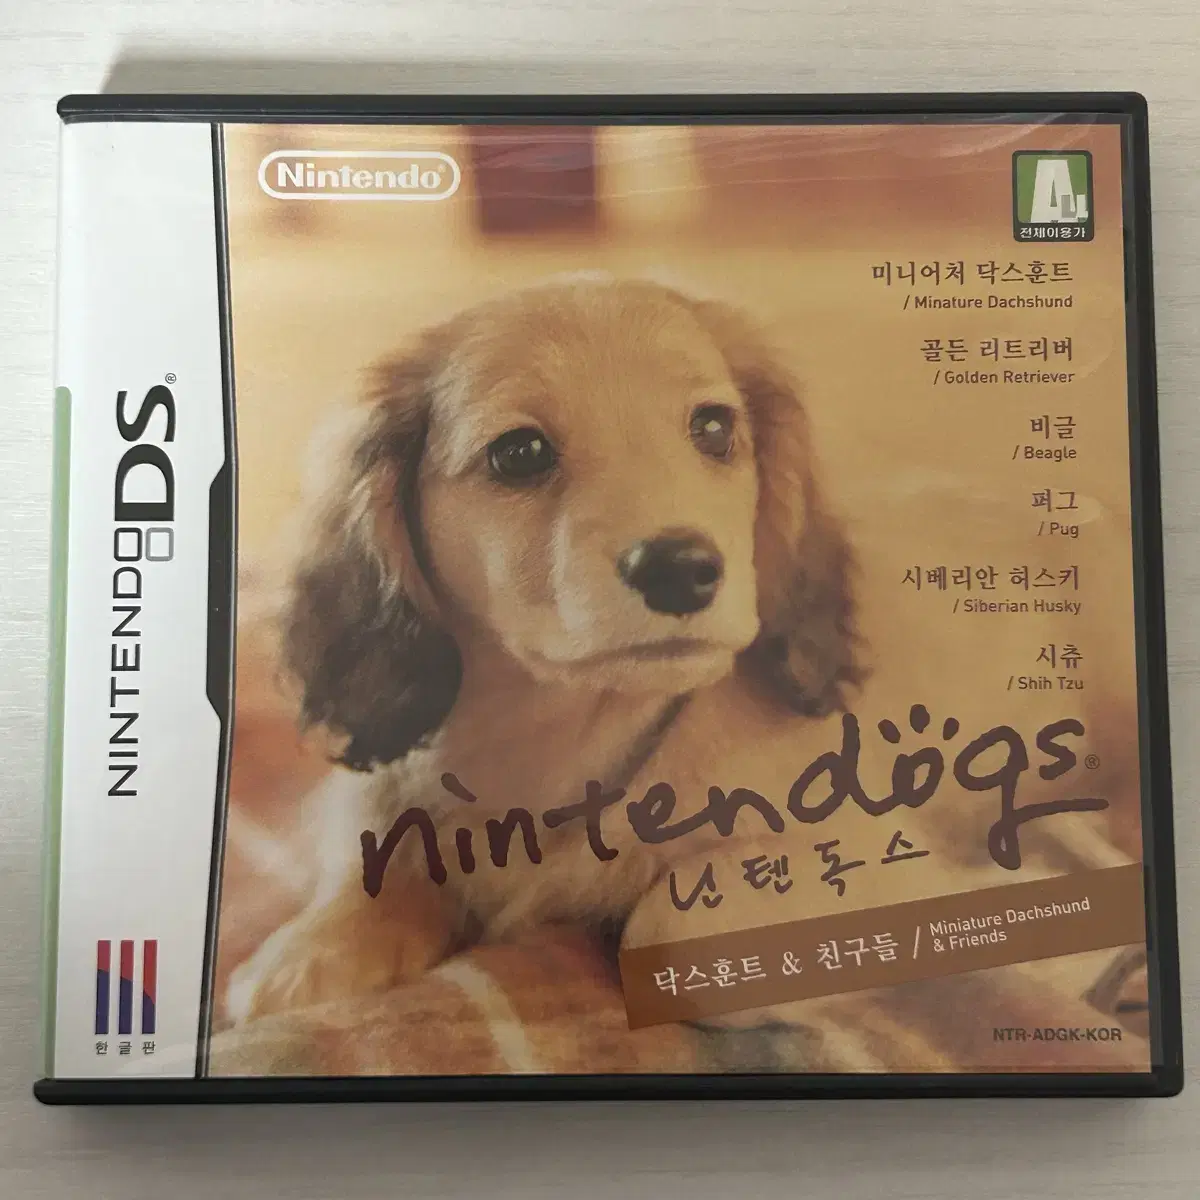 Nintendo®
전체이용가
미니어처 닥스훈트
/ Minature Dachshund
골든 리트리버
/ Golden Retriever
비글
/ Beagle
퍼그
/ Pug
시베리안 허스키
/ Siberian Husky
시츄
/ Shih Tzu
nintendogs®
닌텐독스
닥스훈트 & 친구들 / Miniature Dachshund
& Friends
NTR-ADGK-KOR
NINTENDO DS®
한글판